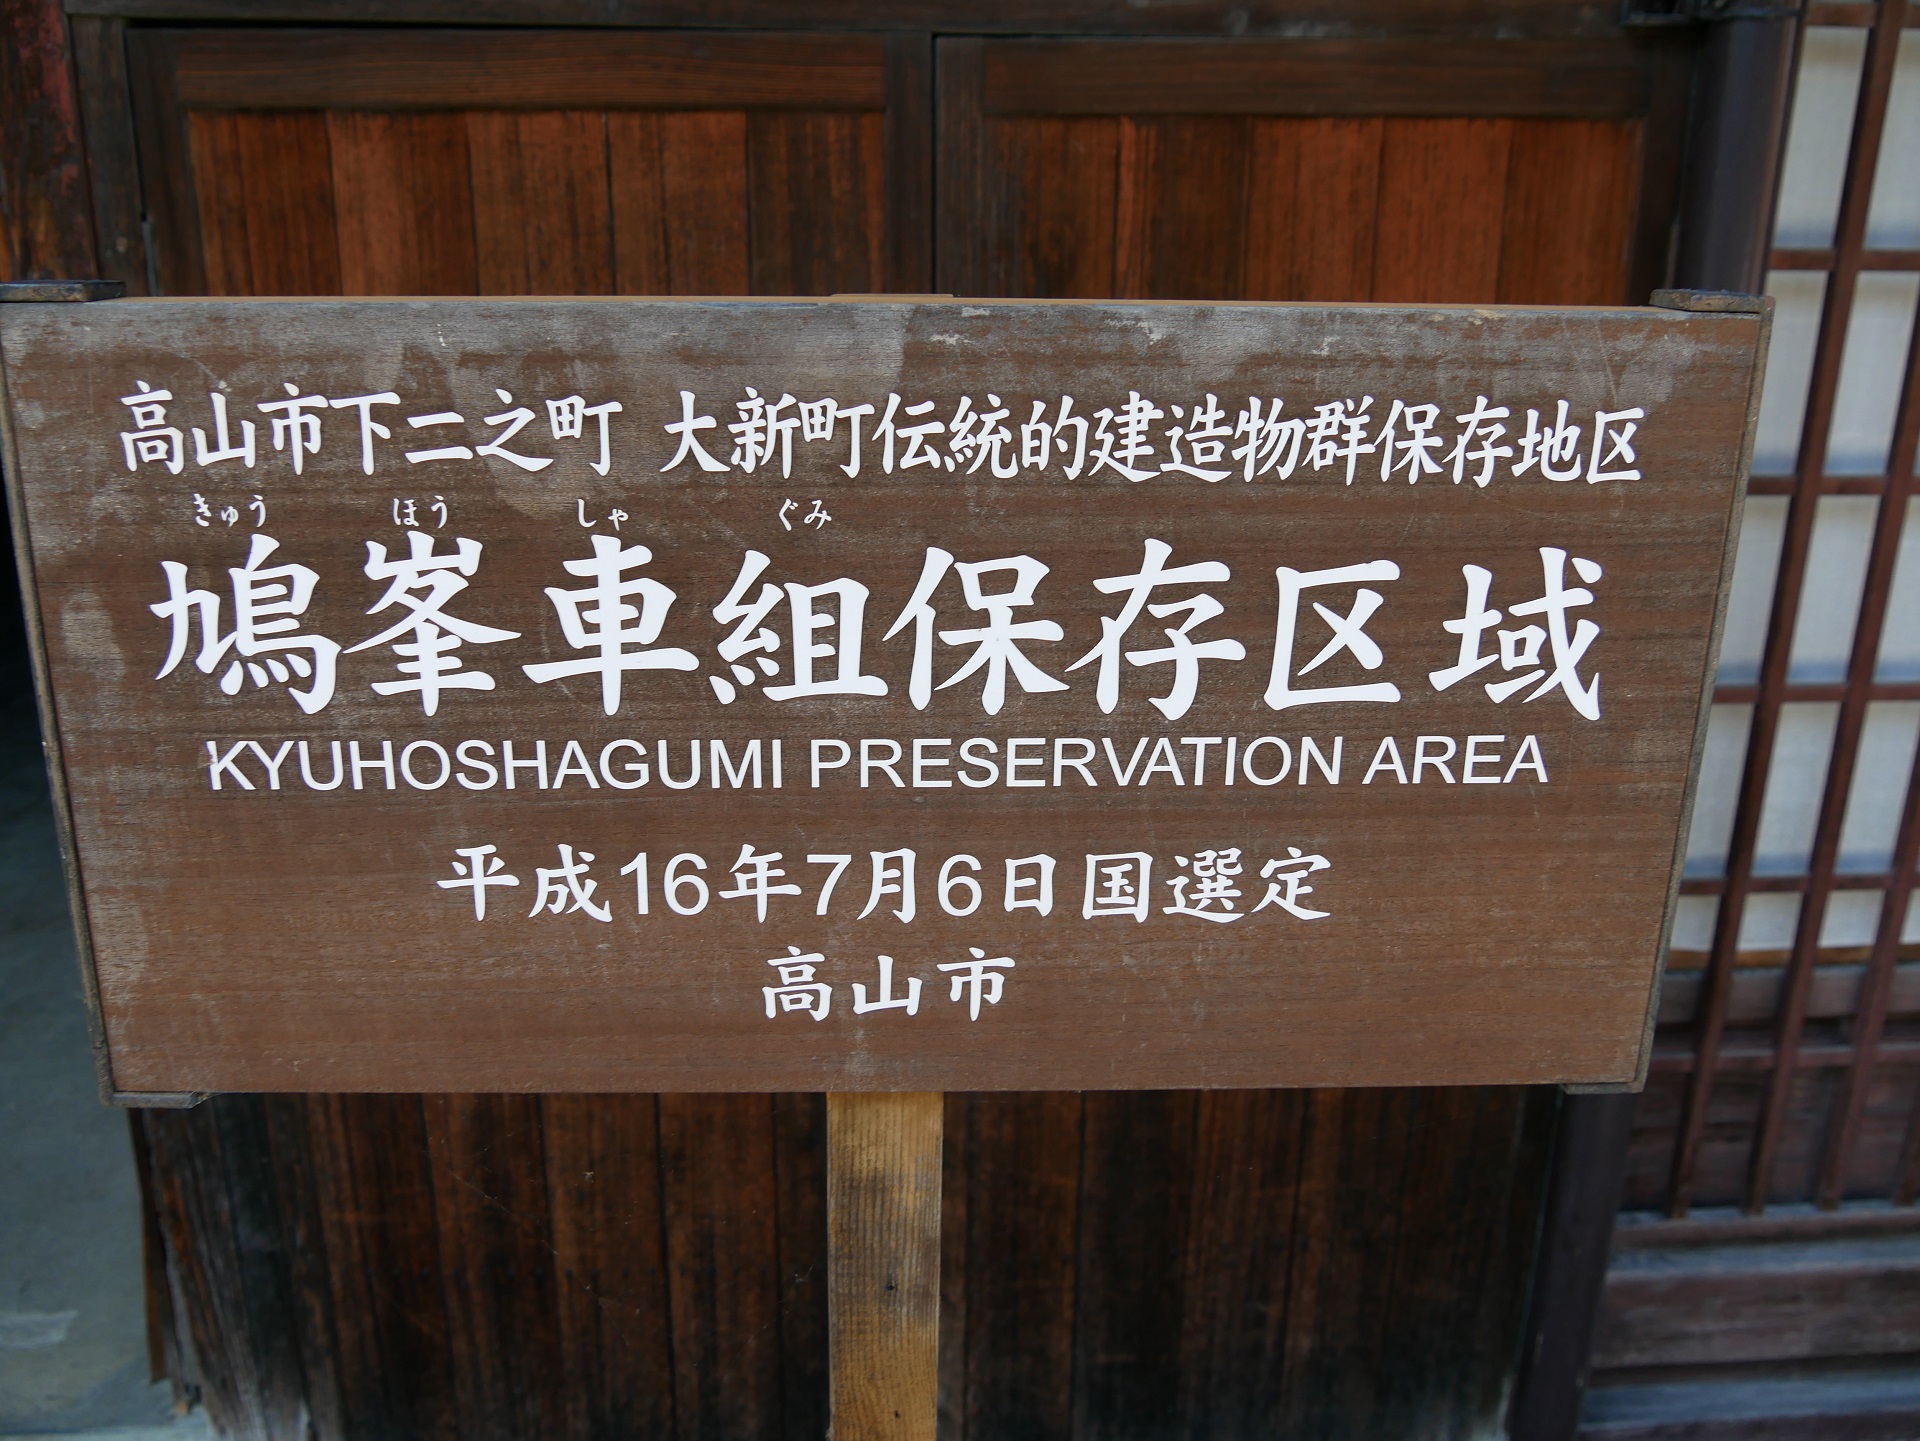 高山市下二之町 大新町伝統的建造物群保存地区
きゅう ほう しゃ ぐみ
鳩峯車組保存区域
KYUHOSHAGUMI PRESERVATION AREA
平成16年7月6日国選定
高山市